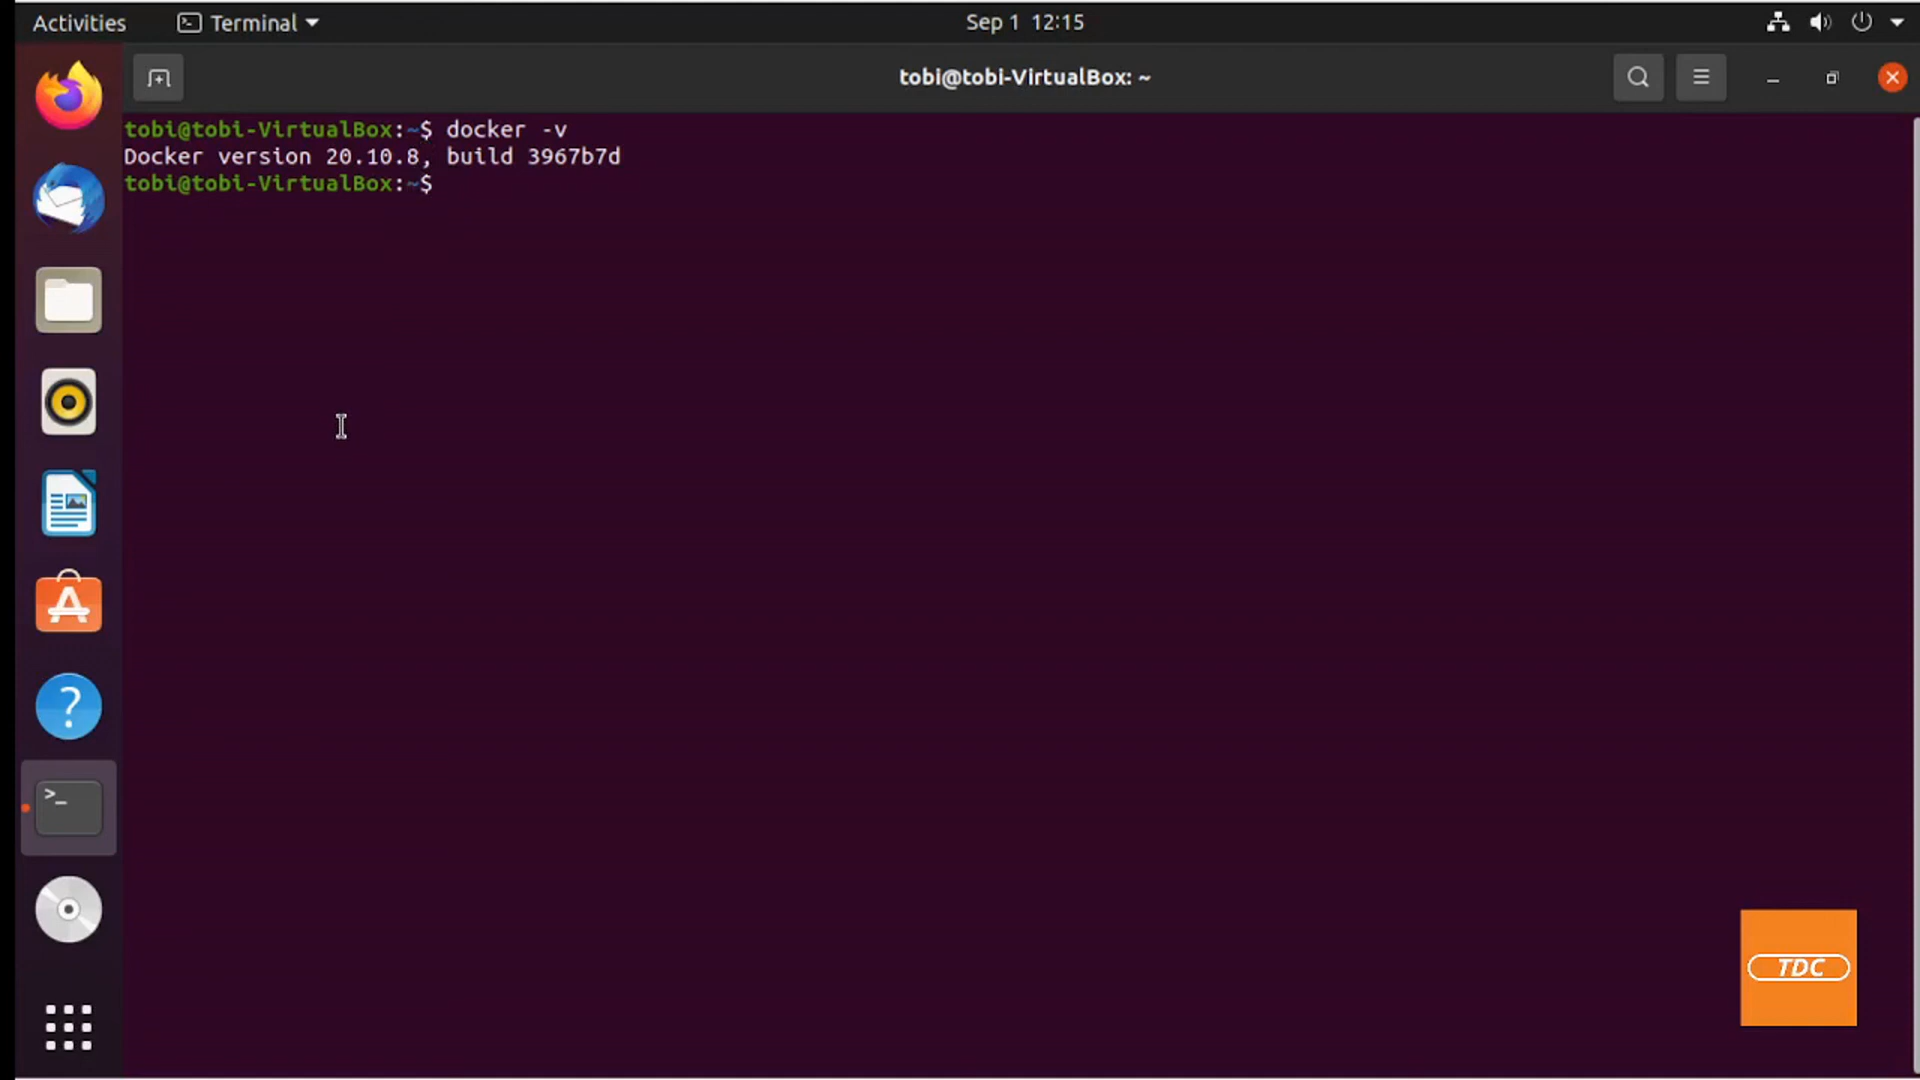 Activities
Terminal
Sep 1 12:15
tobi@tobi-VirtualBox: ~
tobi@tobi-VirtualBox:~$ docker -v
Docker version 20.10.8, build 3967b7d
tobi@tobi-VirtualBox:~$
TDC